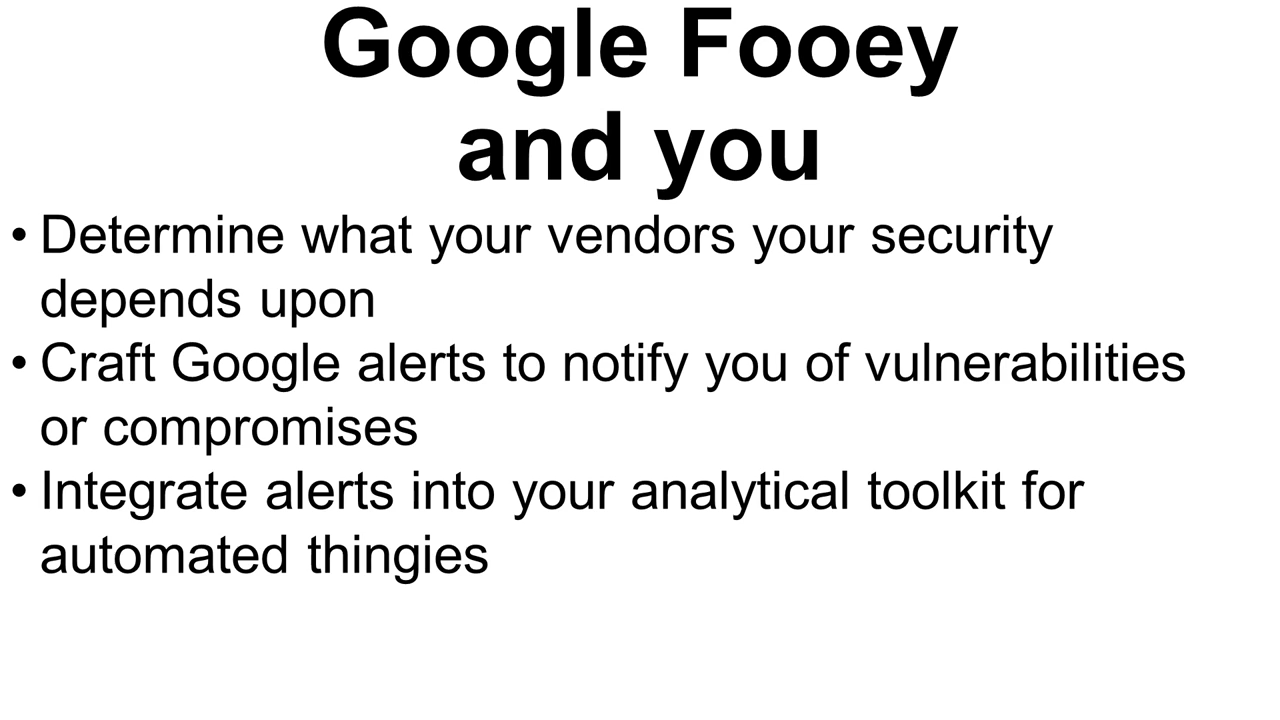 Google Fooey
and you
• Determine what your vendors your security
depends upon
• Craft Google alerts to notify you of vulnerabilities
or compromises
• Integrate alerts into your analytical toolkit for
automated thingies